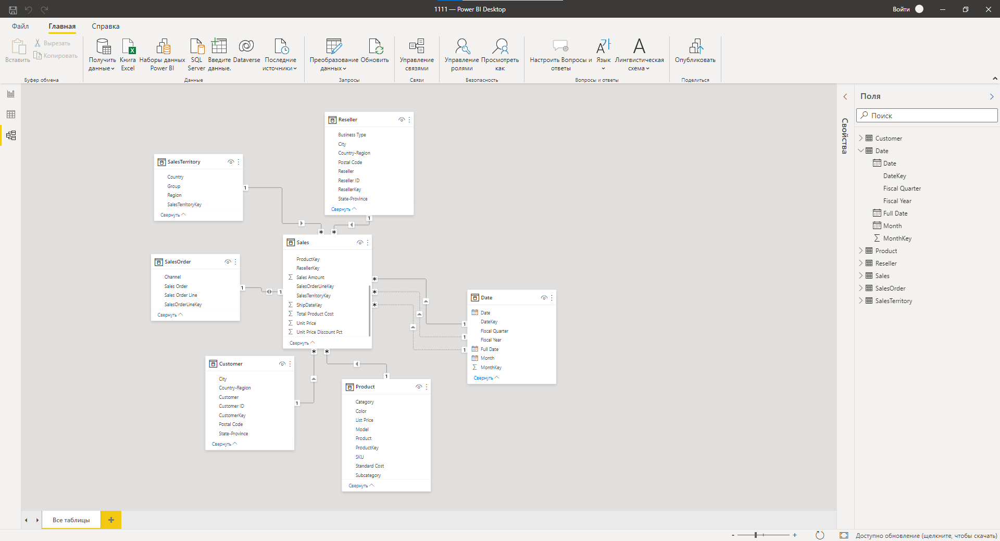 1111 — Power BI Desktop
Войти
Файл
Главная
Справка
Вставить
Вырезать
Копировать
Буфер обмена
Получить
данные
Книга
Excel
Наборы данных
Power BI
SQL
Server
Введите
данные.
Dataverse
Последние
источники
Данные
Преобразование
данных
Обновить
Запросы
Управление
связями
Связи
Управление
ролями
Просмотреть
как
Безопасность
Настроить Вопросы и
ответы
Язык
Лингвистическая
схема
Вопросы и ответы
Опубликовать
Поделиться
Reseller
Business Type
City
Country-Region
Postal Code
Reseller
Reseller ID
ResellerKey
State-Province
Свернуть
1
SalesTerritory
Country
Group
Region
SalesTerritoryKey
Свернуть
1
*
*
Sales
ProductKey
ResellerKey
Sales Amount
SalesOrderLineKey
SalesTerritoryKey
ShipDateKey
Total Product Cost
Unit Price
Unit Price Discount Pct
Свернуть
SalesOrder
Channel
Sales Order
Sales Order Line
SalesOrderLineKey
Свернуть
1
1
*
*
*
Date
Date
DateKey
Fiscal Quarter
Fiscal Year
Full Date
Month
MonthKey
Свернуть
1
1
1
*
*
Customer
City
Country-Region
Customer
Customer ID
CustomerKey
Postal Code
State-Province
Свернуть
1
1
Product
Category
Color
List Price
Model
Product
ProductKey
SKU
Standard Cost
Subcategory
Свернуть
Свойства
Поля
Поиск
Customer
Date
Date
DateKey
Fiscal Quarter
Fiscal Year
Full Date
Month
MonthKey
Product
Reseller
Sales
SalesOrder
SalesTerritory
Все таблицы
+
- +
Доступно обновление (щелкните, чтобы скачать)